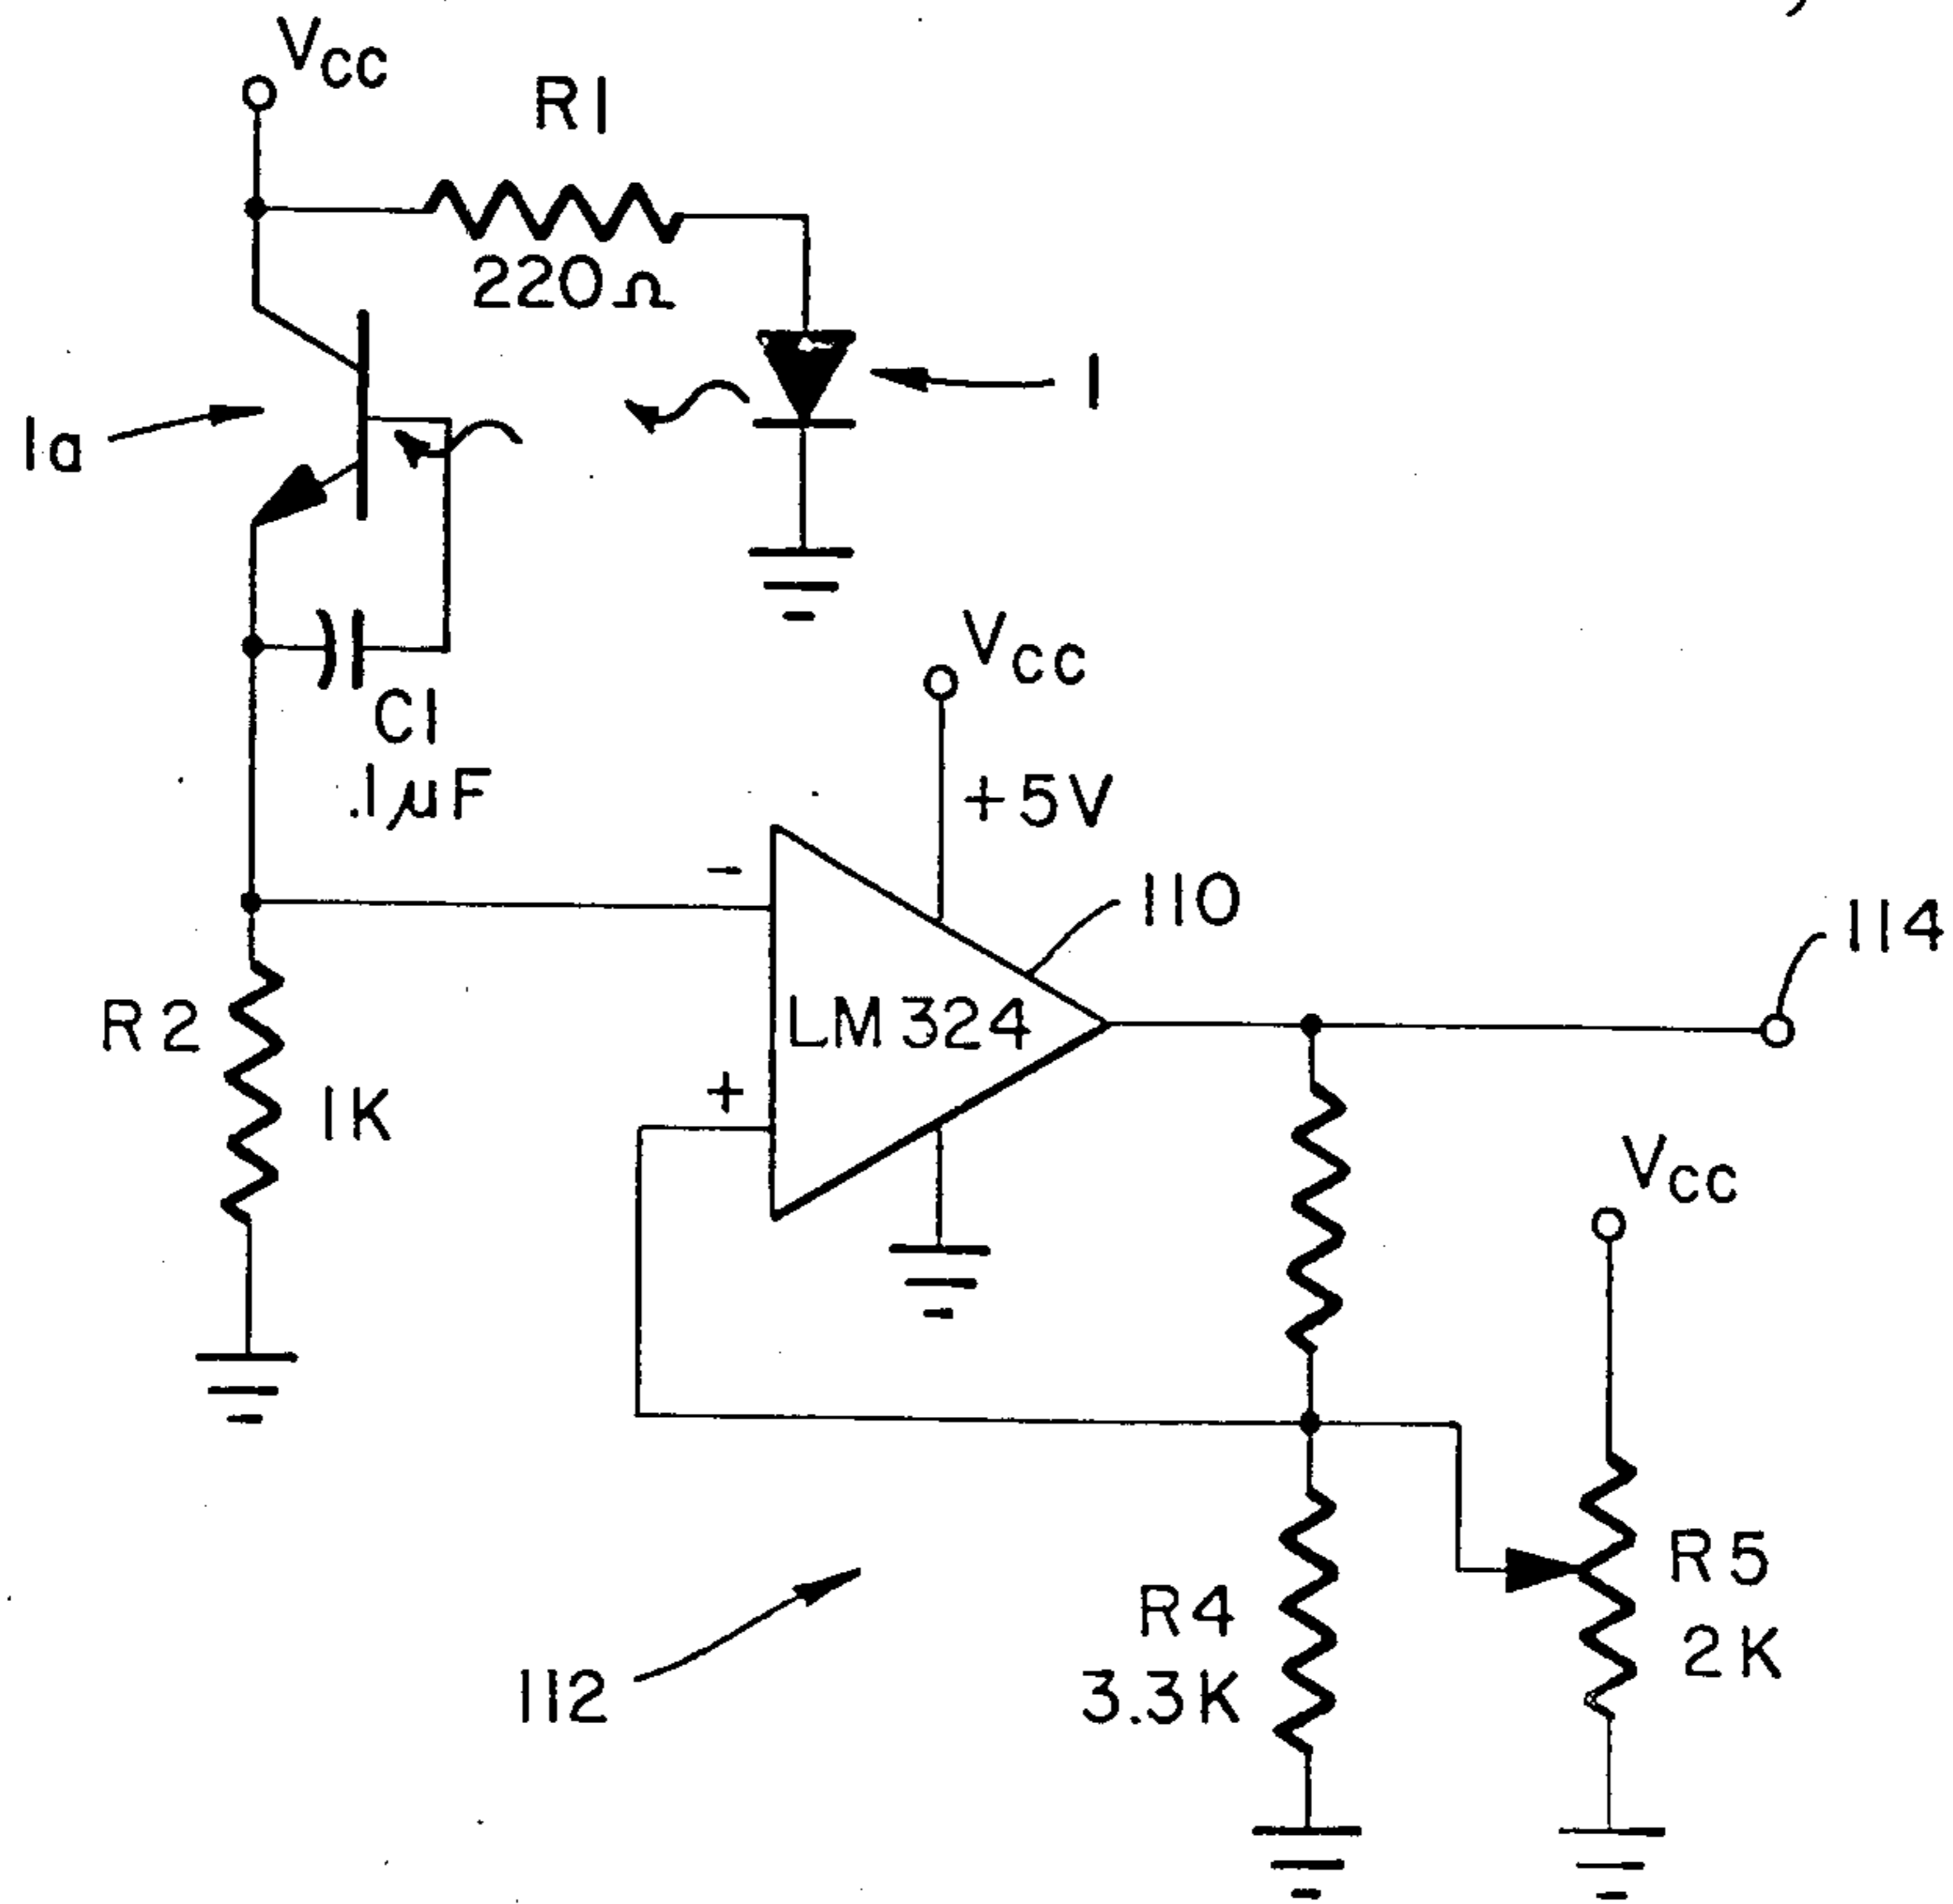 Vcc
R1
220Ω
1
1a
C1
.1µF
Vcc
+5V
-
110
114
LM324
R2
1K
+
Vcc
R5
2K
R4
3.3K
112